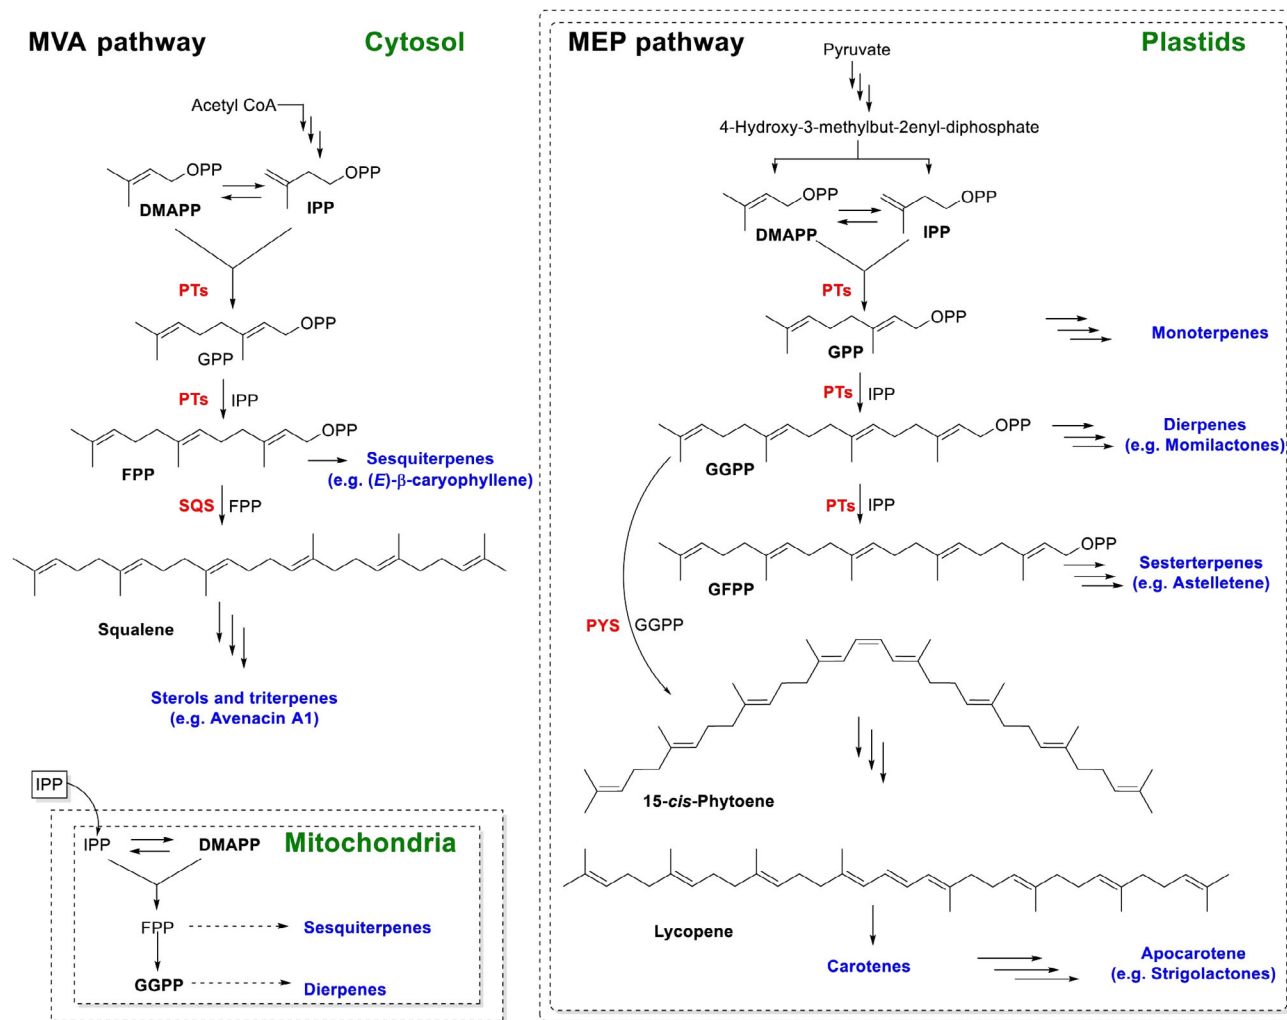 MVA pathway
Cytosol
Acetyl CoA
OPP
OPP
DMAPP
IPP
PTs
OPP
GPP
PTs
IPP
OPP
FPP
Sesquiterpenes
(e.g. (E)-β-caryophyllene)
SQS
FPP
Squalene
Sterols and triterpenes
(e.g. Avenacin A1)
IPP
Mitochondria
IPP
DMAPP
FPP
Sesquiterpenes
GGPP
Dierpenes
MEP pathway
Plastids
Pyruvate
4-Hydroxy-3-methylbut-2enyl-diphosphate
OPP
OPP
DMAPP
IPP
PTs
OPP
GPP
Monoterpenes
PTs
IPP
OPP
GGPP
Dierpenes
(e.g. Momilactones)
PTs
IPP
OPP
GFPP
Sesterterpenes
(e.g. Astelletene)
PYS
GGPP
15-cis-Phytoene
Lycopene
Carotenes
Apocarotene
(e.g. Strigolactones)